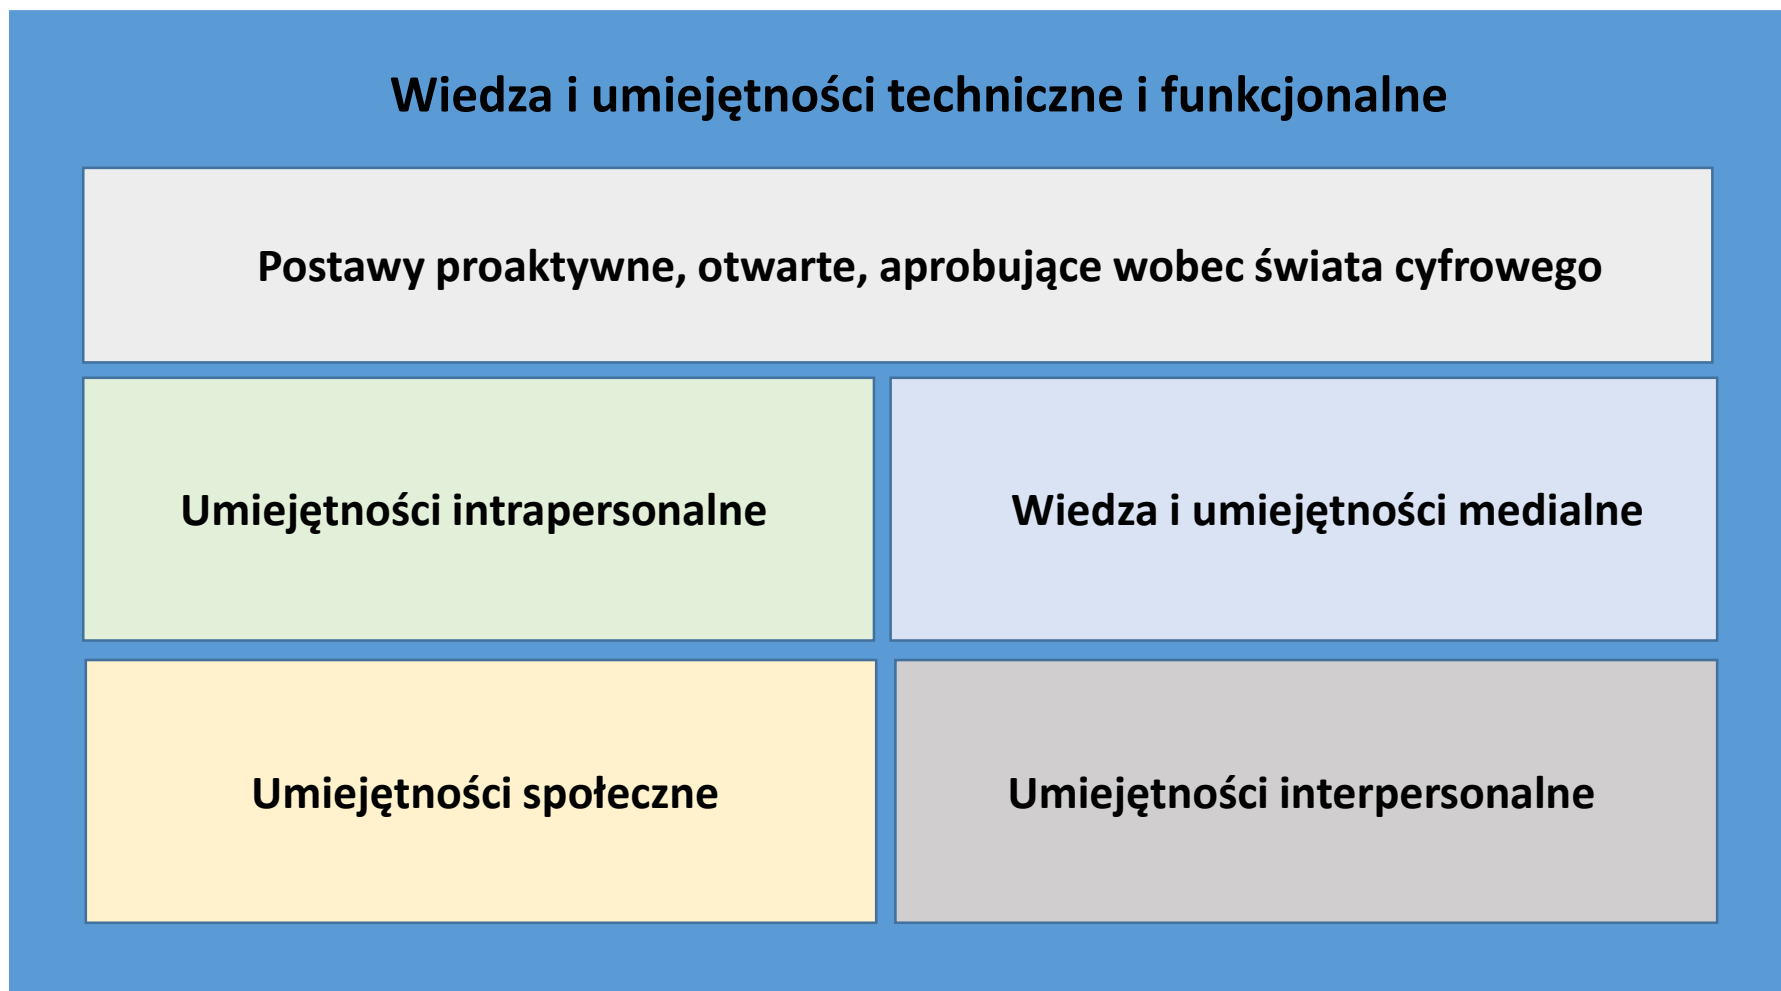 Wiedza i umiejętności techniczne i funkcjonalne
Postawy proaktywne, otwarte, aprobujące wobec świata cyfrowego
Umiejętności intrapersonalne
Wiedza i umiejętności medialne
Umiejętności społeczne
Umiejętności interpersonalne